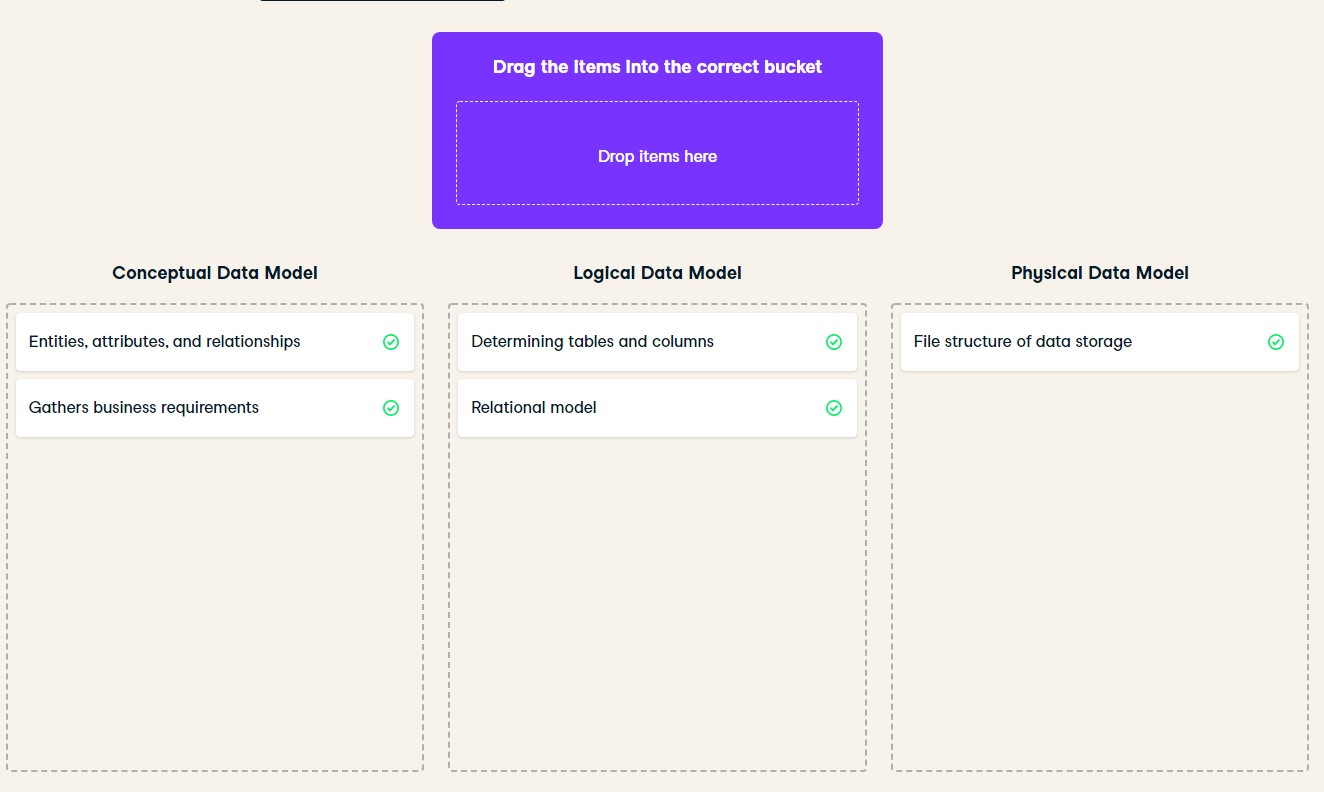 Drag the Items Into the correct bucket
Drop items here
Conceptual Data Model
Entities, attributes, and relationships
Gathers business requirements
Logical Data Model
Determining tables and columns
Relational model
Physical Data Model
File structure of data storage